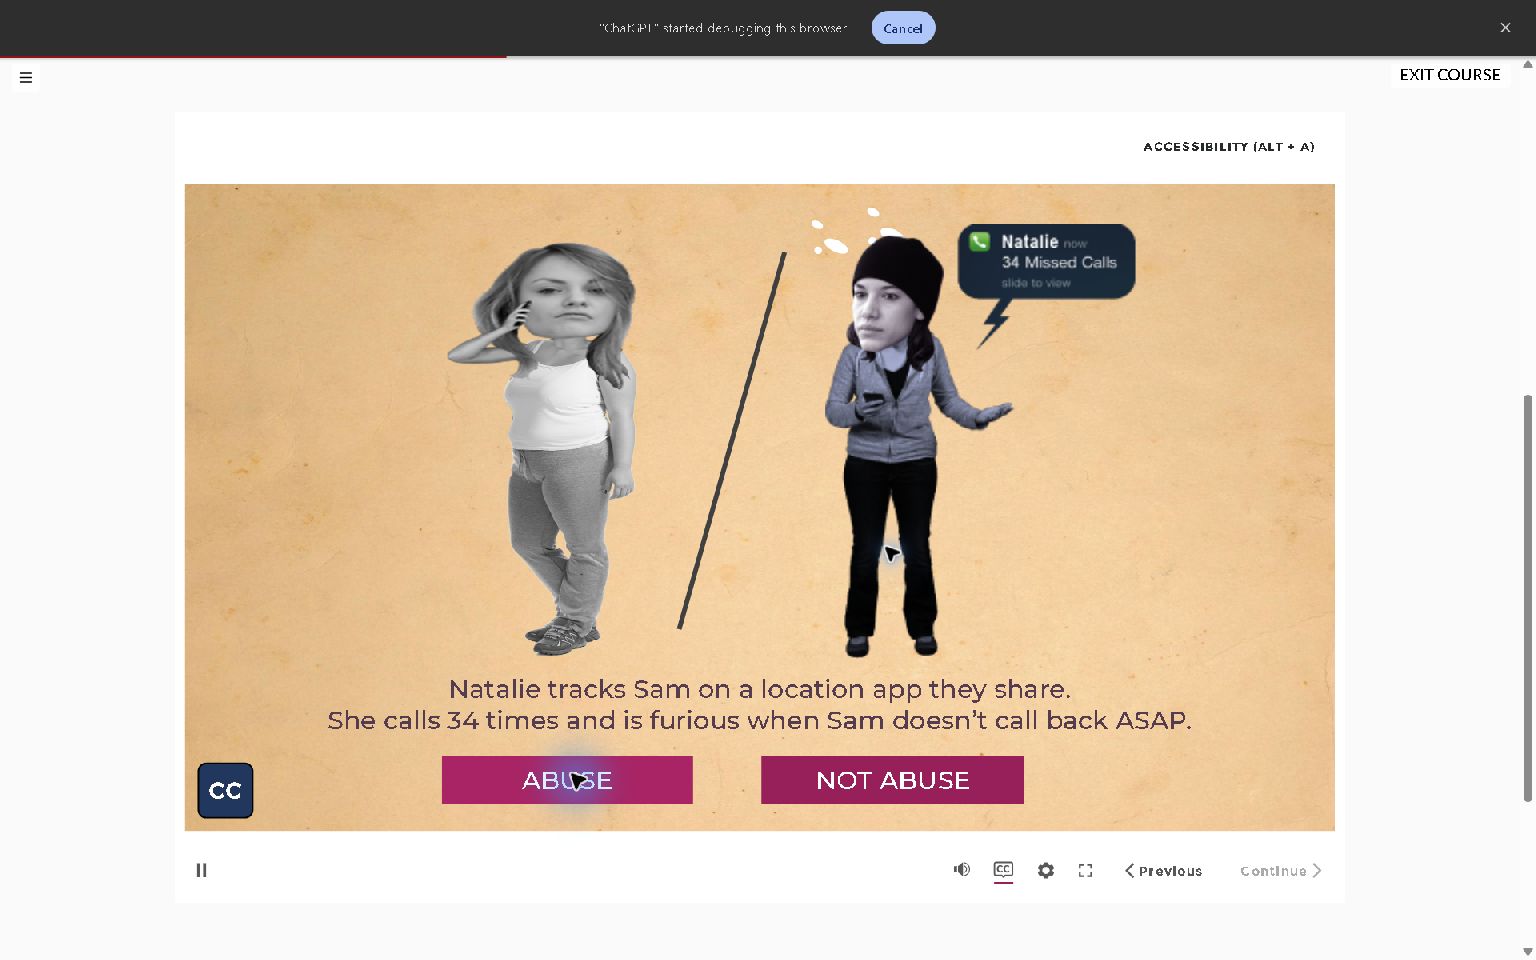 "ChatGPT" started debugging this browser
Cancel
EXIT COURSE
ACCESSIBILITY (ALT + A)
Natalie now
34 Missed Calls
slide to view
Natalie tracks Sam on a location app they share.
She calls 34 times and is furious when Sam doesn't call back ASAP.
ABUSE
NOT ABUSE
CC
CC
Previous
Continue